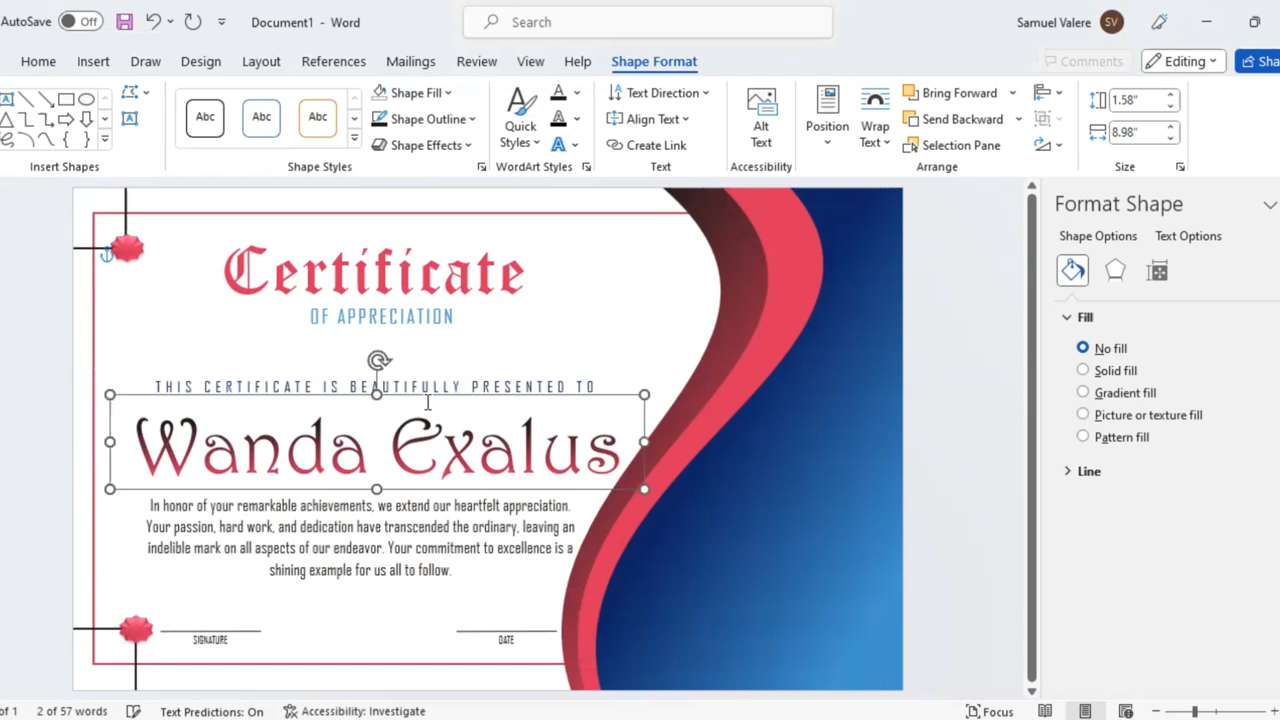 AutoSave Off Document1 - Word Search Samuel Valere SV
Home Insert Draw Design Layout References Mailings Review View Help Shape Format Comments Editing
Abc Abc Abc
Shape Fill
Shape Outline
Shape Effects
Quick
Styles
A
A
A
Text Direction
Align Text
Create Link
Alt
Text
Position
Wrap
Text
Bring Forward
Send Backward
Selection Pane
1.58"
8.98"
Insert Shapes Shape Styles WordArt Styles Text Accessibility Arrange Size
Certificate
OF APPRECIATION
THIS CERTIFICATE IS BEAUTIFULLY PRESENTED TO
Wanda Exalus
In honor of your remarkable achievements, we extend our heartfelt appreciation.
Your passion, hard work, and dedication have transcended the ordinary, leaving an
indelible mark on all aspects of our endeavor. Your commitment to excellence is a
shining example for us all to follow.
SIGNATURE DATE
Format Shape
Shape Options Text Options
Fill
No fill
Solid fill
Gradient fill
Picture or texture fill
Pattern fill
Line
of 1 2 of 57 words Text Predictions: On Accessibility: Investigate Focus